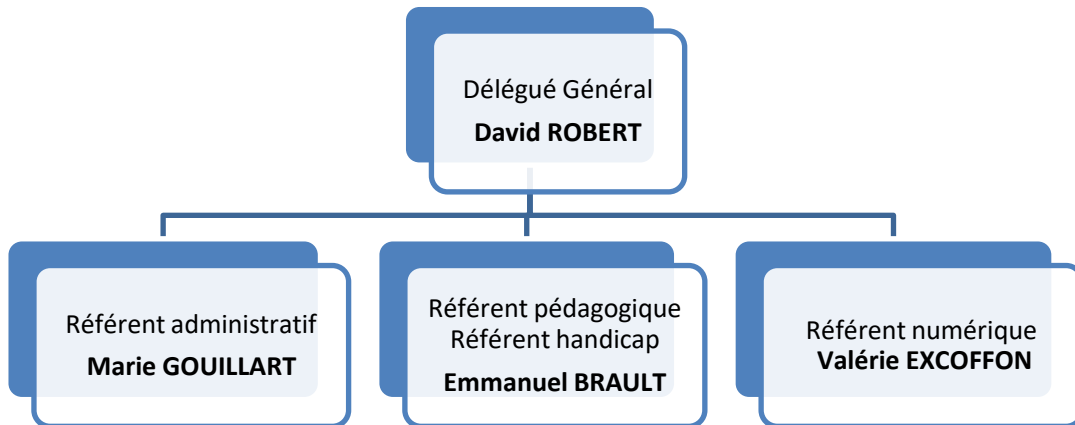 Délégué Général
David ROBERT
Référent administratif
Marie GOUILLART
Référent pédagogique
Référent handicap
Emmanuel BRAULT
Référent numérique
Valérie EXCOFFON